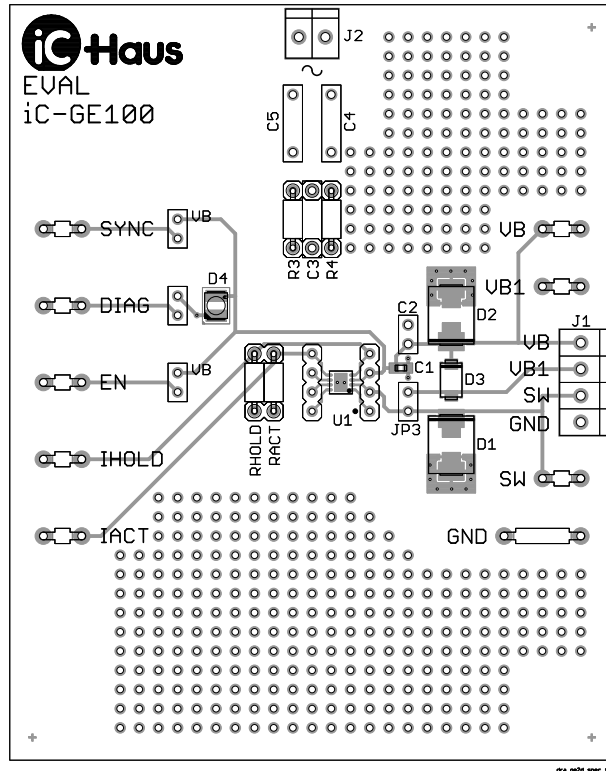 iC Haus
EVAL
iC-GE100
J2
C5
C4
R3
C3
R4
SYNC
VB
VB
D4
DIAG
VB1
C2
D2
J1
VB
EN
VB
C1
VB1
D3
SW
U1
JP3
GND
RHOLD
RACT
D1
IHOLD
SW
IACT
GND